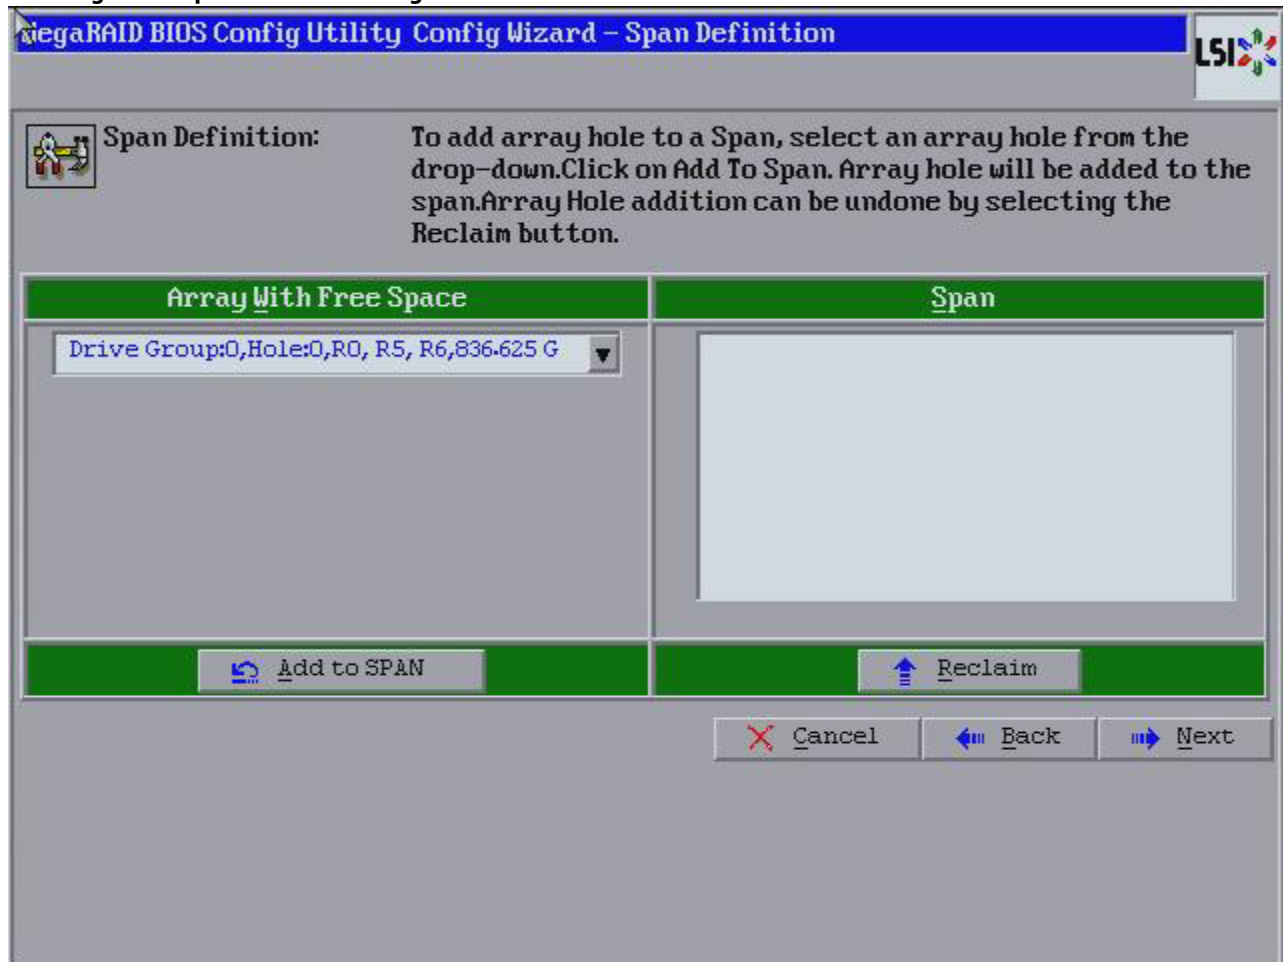 egaRAID BIOS Config Utility Config Wizard – Span Definition
LSI
Span Definition:
To add array hole to a Span, select an array hole from the
drop-down.Click on Add To Span. Array hole will be added to the
span.Array Hole addition can be undone by selecting the
Reclaim button.
Array With Free Space
Span
Drive Group:0,Hole:0,R0, R5, R6,836.625 G
Add to SPAN
Reclaim
Cancel
Back
Next